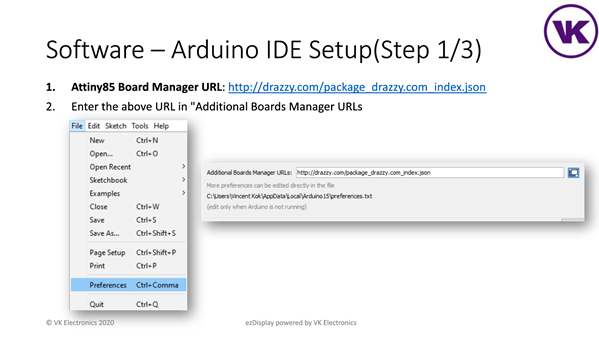 VK
Software – Arduino IDE Setup(Step 1/3)
1. Attiny85 Board Manager URL: http://drazzy.com/package_drazzy.com_index.json
2. Enter the above URL in "Additional Boards Manager URLs
File Edit Sketch Tools Help
New Ctrl+N
Open... Ctrl+O
Open Recent >
Sketchbook >
Examples >
Close Ctrl+W
Save Ctrl+S
Save As... Ctrl+Shift+S
Page Setup Ctrl+Shift+P
Print Ctrl+P
Preferences Ctrl+Comma
Quit Ctrl+Q
Additional Boards Manager URLs: http://drazzy.com/package_drazzy.com_index.json
More preferences can be edited directly in the file
C:\Users\Vincent Kok\AppData\Local\Arduino15\preferences.txt
(edit only when Arduino is not running)
© VK Electronics 2020
ezDisplay powered by VK Electronics